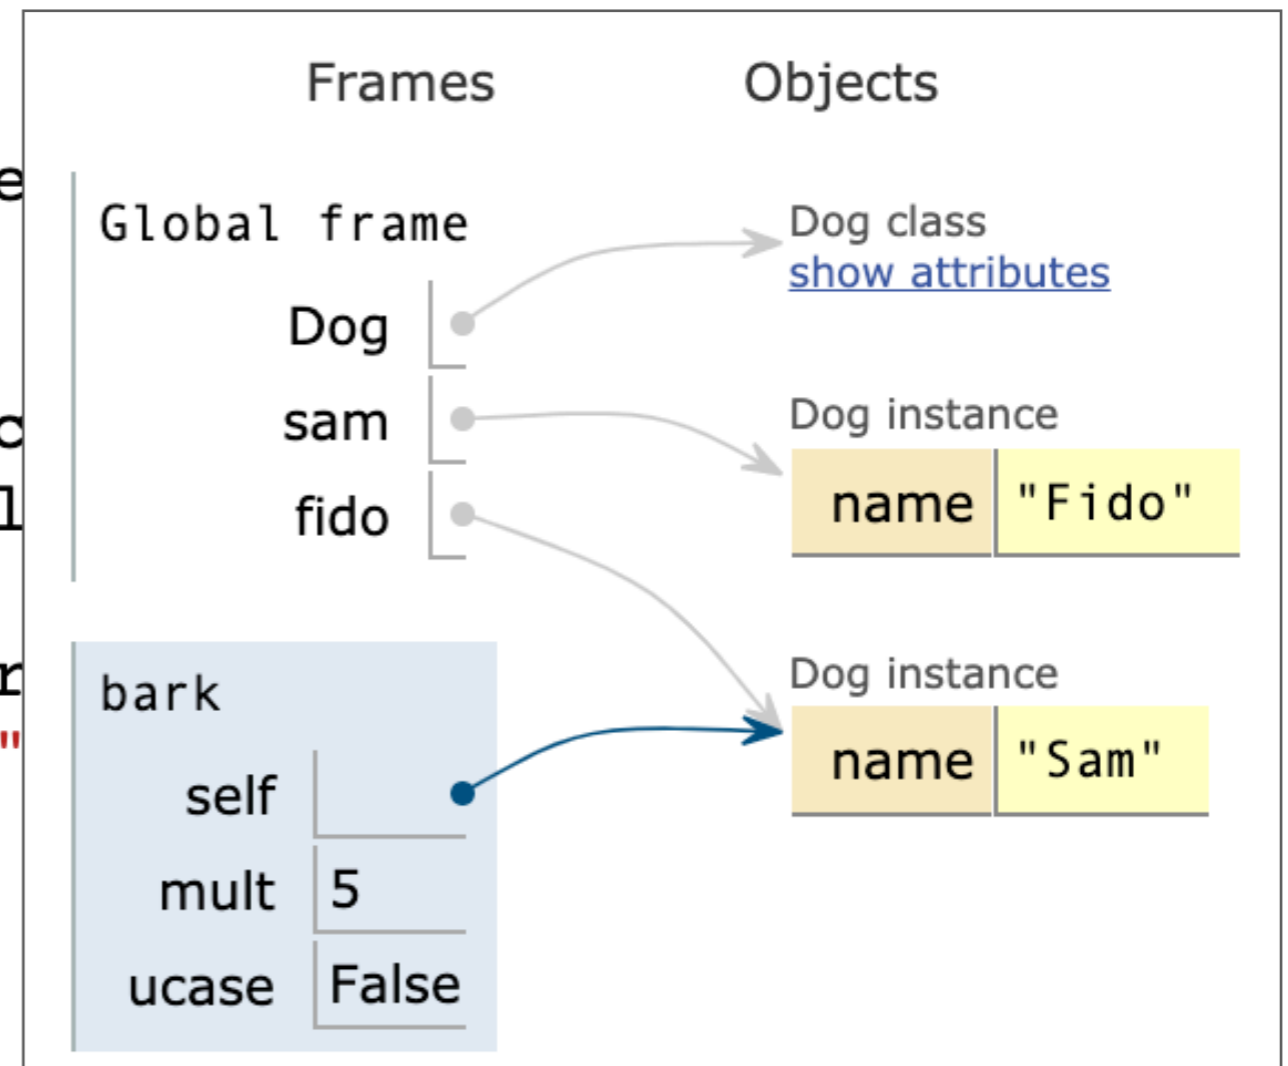 Frames
Objects
Global frame
Dog
sam
fido
Dog class
show attributes
Dog instance
name "Fido"
Dog instance
name "Sam"
bark
self
mult 5
ucase False
e
c
l
r
"